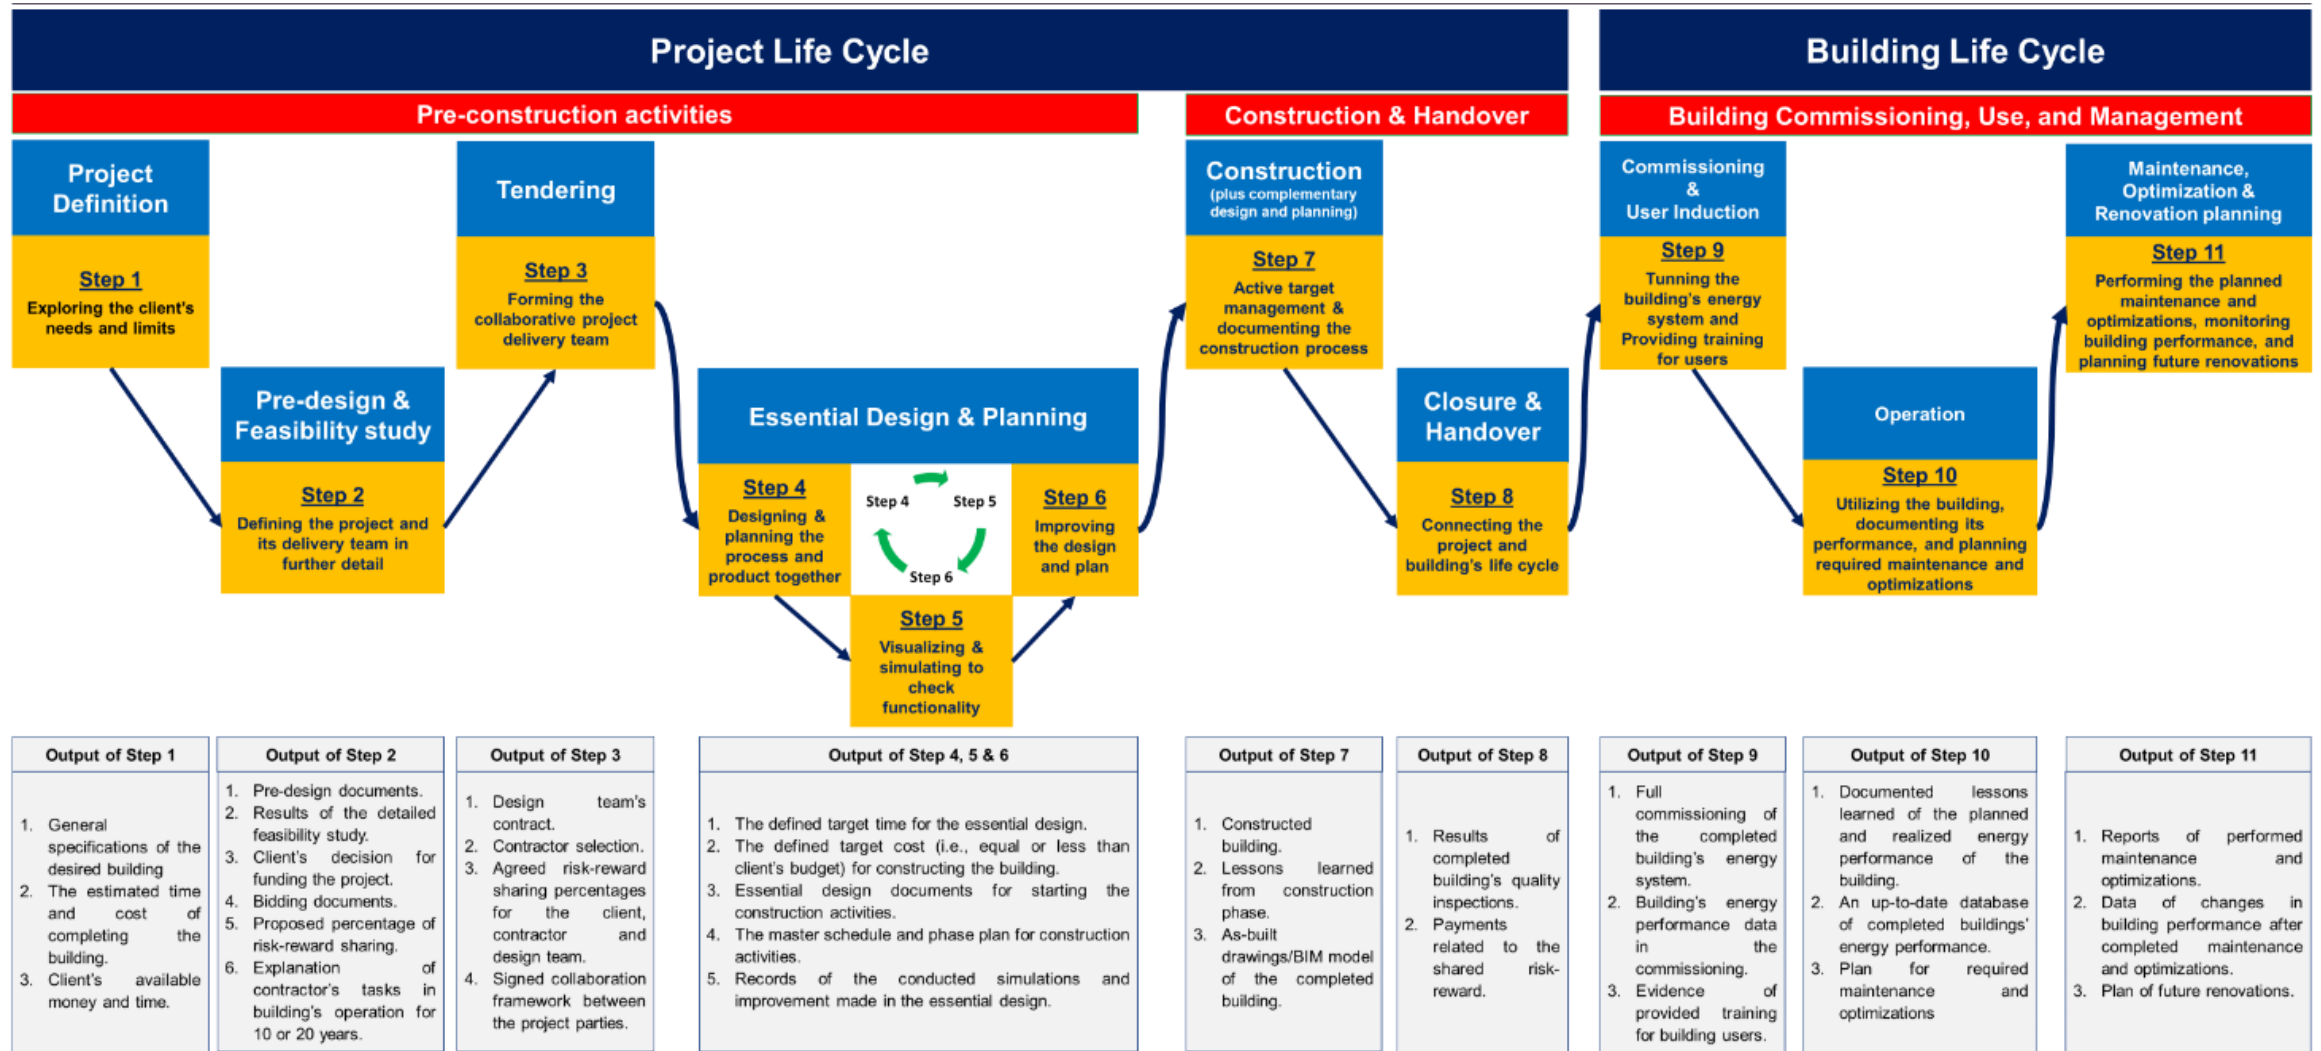 Project Life Cycle
Building Life Cycle
Pre-construction activities
Construction & Handover
Building Commissioning, Use, and Management
Project
Definition
Step 1
Exploring the client's
needs and limits
Pre-design &
Feasibility study
Step 2
Defining the project and
its delivery team in
further detail
Tendering
Step 3
Forming the
collaborative project
delivery team
Essential Design & Planning
Step 4
Designing &
planning the
process and
product together
Step 4
Step 5
Step 6
Step 5
Visualizing &
simulating to
check
functionality
Step 6
Improving
the design
and plan
Construction
(plus complementary
design and planning)
Step 7
Active target
management &
documenting the
construction process
Closure &
Handover
Step 8
Connecting the
project and
building's life cycle
Commissioning
&
User Induction
Step 9
Tunning the
building's energy
system and
Providing training
for users
Operation
Step 10
Utilizing the building,
documenting its
performance, and planning
required maintenance and
optimizations
Maintenance,
Optimization &
Renovation planning
Step 11
Performing the planned
maintenance and
optimizations, monitoring
building performance, and
planning future renovations
Output of Step 1
1. General
specifications of the
desired building
2. The estimated time
and cost of
completing the
building.
3. Client's available
money and time.
Output of Step 2
1. Pre-design documents.
2. Results of the detailed
feasibility study.
3. Client's decision for
funding the project.
4. Bidding documents.
5. Proposed percentage of
risk-reward sharing.
6. Explanation of
contractor's tasks in
building's operation for
10 or 20 years.
Output of Step 3
1. Design team's
contract.
2. Contractor selection.
3. Agreed risk-reward
sharing percentages
for the client,
contractor and
design team.
4. Signed collaboration
framework between
the project parties.
Output of Step 4, 5 & 6
1. The defined target time for the essential design.
2. The defined target cost (i.e., equal or less than
client's budget) for constructing the building.
3. Essential design documents for starting the
construction activities.
4. The master schedule and phase plan for construction
activities.
5. Records of the conducted simulations and
improvement made in the essential design.
Output of Step 7
1. Constructed
building.
2. Lessons learned
from construction
phase.
3. As-built
drawings/BIM model
of the completed
building.
Output of Step 8
1. Results of
completed
building's quality
inspections.
2. Payments
related to the
shared risk-
reward.
Output of Step 9
1. Full
commissioning of
the completed
building's energy
system.
2. Building's energy
performance data
in the
commissioning.
3. Evidence of
provided training
for building users.
Output of Step 10
1. Documented lessons
learned of the planned
and realized energy
performance of the
building.
2. An up-to-date database
of completed buildings'
energy performance.
3. Plan for required
maintenance and
optimizations
Output of Step 11
1. Reports of performed
maintenance and
optimizations.
2. Data of changes in
building performance after
completed maintenance
and optimizations.
3. Plan of future renovations.